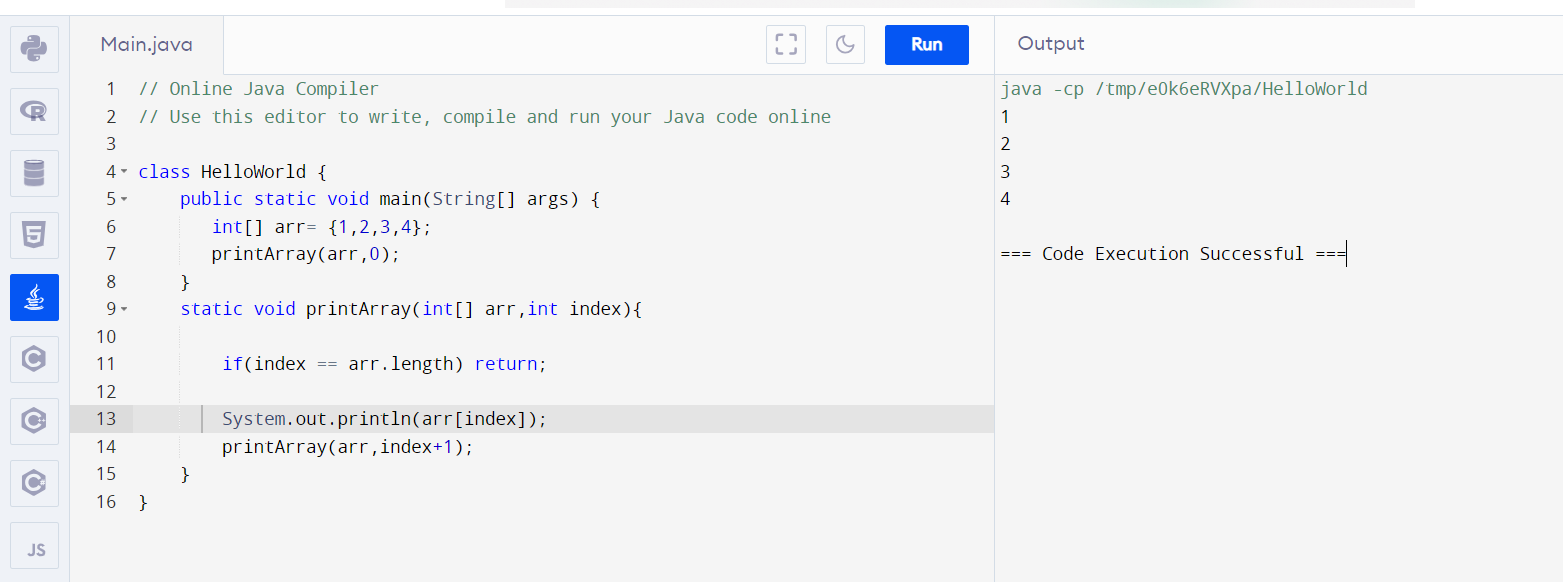 Main.java
Run
Output
1 // Online Java Compiler
2 // Use this editor to write, compile and run your Java code online
3
4 class HelloWorld {
5 public static void main(String[] args) {
6 int[] arr= {1,2,3,4};
7 printArray(arr,0);
8 }
9 static void printArray(int[] arr,int index){
10
11 if(index == arr.length) return;
12
13 System.out.println(arr[index]);
14 printArray(arr,index+1);
15 }
16 }
java -cp /tmp/eOk6eRVXpa/HelloWorld
1
2
3
4
=== Code Execution Successful ===
R
5
C
C
C
JS